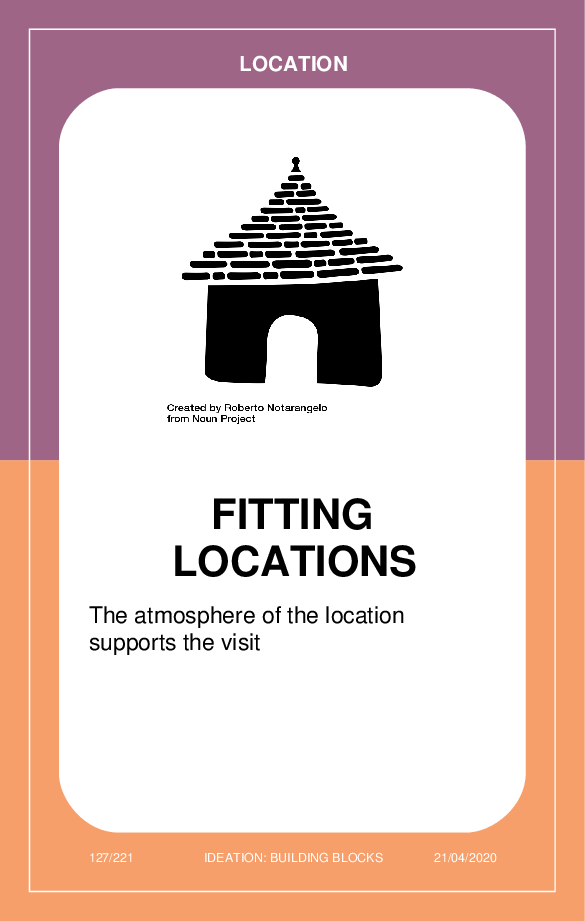 LOCATION
Created by Roberto Notarangelo
from Noun Project
FITTING
LOCATIONS
The atmosphere of the location
supports the visit
127/221 IDEATION: BUILDING BLOCKS 21/04/2020